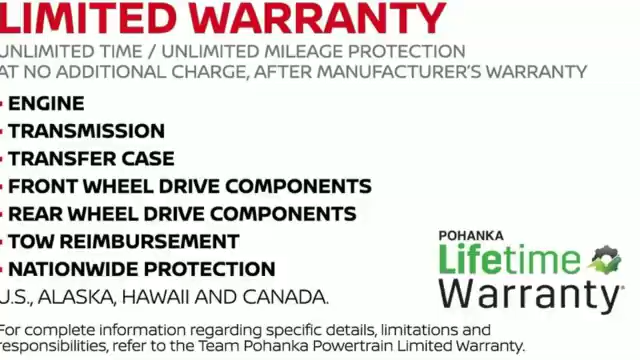 LIMITED WARRANTY
UNLIMITED TIME / UNLIMITED MILEAGE PROTECTION
AT NO ADDITIONAL CHARGE, AFTER MANUFACTURER'S WARRANTY
• ENGINE
• TRANSMISSION
• TRANSFER CASE
• FRONT WHEEL DRIVE COMPONENTS
• REAR WHEEL DRIVE COMPONENTS
• TOW REIMBURSEMENT
• NATIONWIDE PROTECTION
U.S., ALASKA, HAWAII AND CANADA.
POHANKA
Lifetime
Warranty®
For complete information regarding specific details, limitations and
responsibilities, refer to the Team Pohanka Powertrain Limited Warranty.